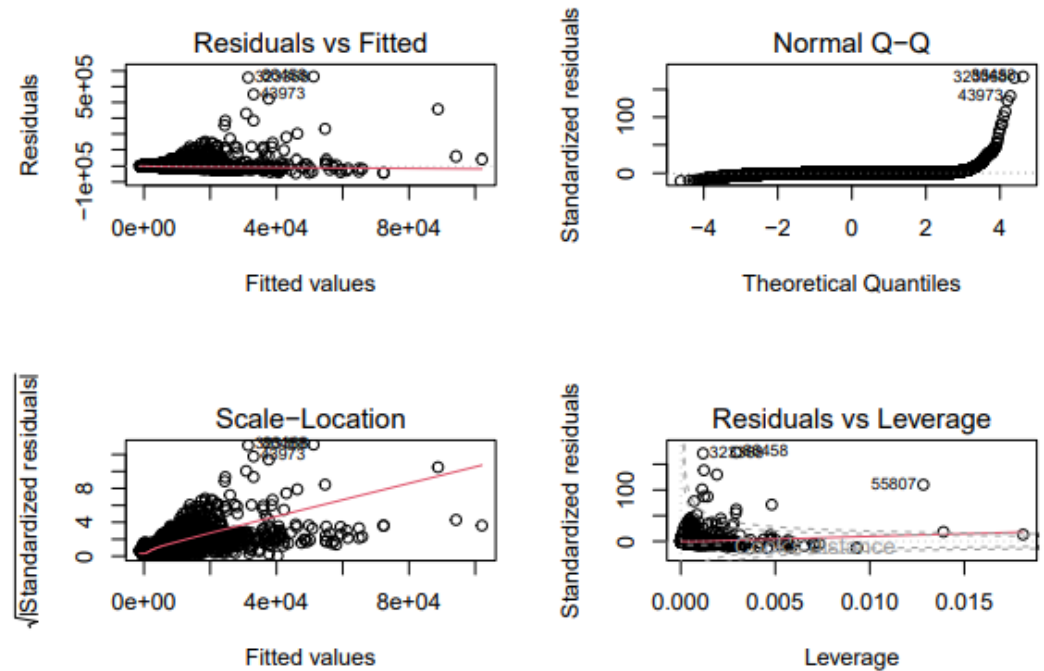 Residuals vs Fitted
Residuals
−1e+05
5e+05
43973
0e+00
4e+04
8e+04
Fitted values
Normal Q−Q
Standardized residuals
0
100
43973
−4
−2
0
2
4
Theoretical Quantiles
Scale−Location
√|Standardized residuals|
0
4
8
43973
0e+00
4e+04
8e+04
Fitted values
Residuals vs Leverage
Standardized residuals
0
100
55807
0.000
0.005
0.010
0.015
Leverage